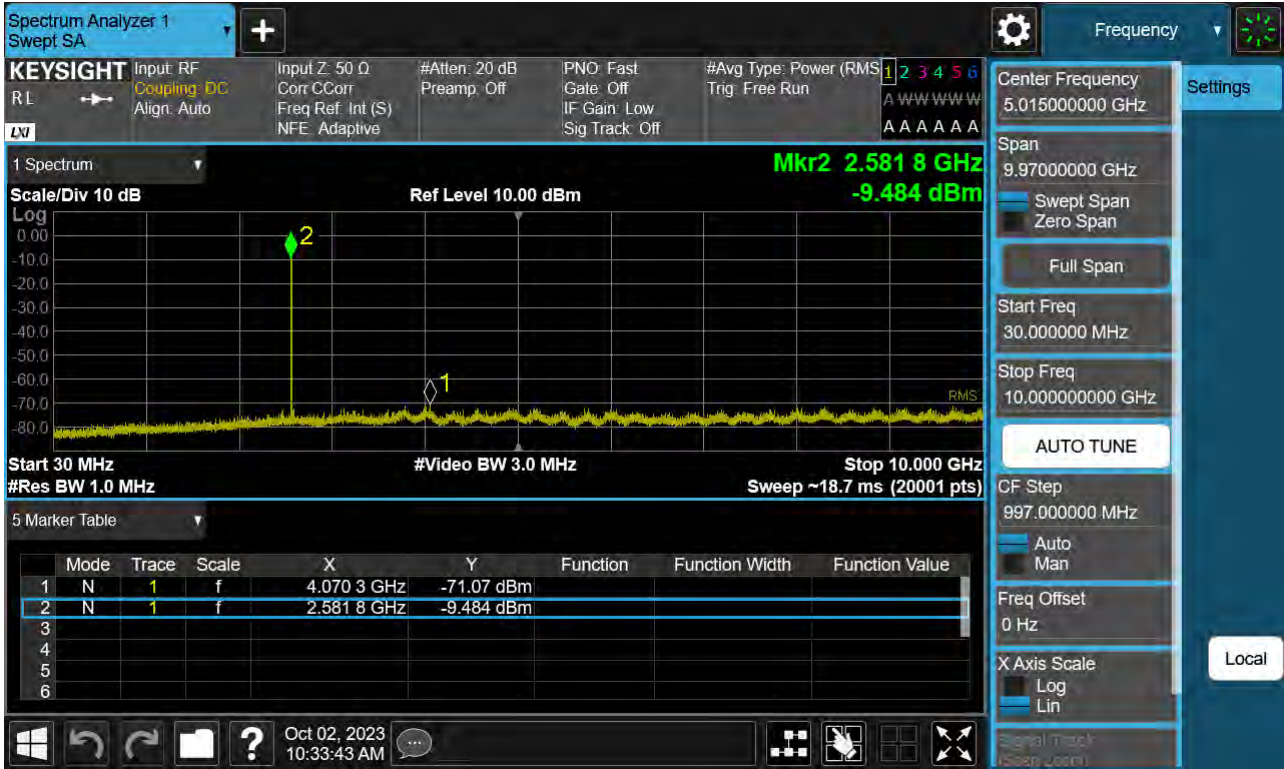 Spectrum Analyzer 1
Swept SA
+
Frequency
KEYSIGHT
RL
LXI
Input: RF
Coupling: DC
Align: Auto
Input Z: 50 Ω
Corr CCorr
Freq Ref: Int (S)
NFE: Adaptive
#Atten: 20 dB
Preamp: Off
PNO: Fast
Gate: Off
IF Gain: Low
Sig Track: Off
#Avg Type: Power (RMS
Trig: Free Run
1 2 3 4 5 6
A W W W W W
A A A A A A
1 Spectrum
Mkr2 2.581 8 GHz
Scale/Div 10 dB
Ref Level 10.00 dBm
-9.484 dBm
Log
0.00
-10.0
-20.0
-30.0
-40.0
-50.0
-60.0
-70.0
-80.0
2
1
RMS
Start 30 MHz
#Video BW 3.0 MHz
Stop 10.000 GHz
#Res BW 1.0 MHz
Sweep ~18.7 ms (20001 pts)
5 Marker Table
Mode Trace Scale X Y Function Function Width Function Value
1 N 1 f 4.070 3 GHz -71.07 dBm
2 N 1 f 2.581 8 GHz -9.484 dBm
3
4
5
6
?
Oct 02, 2023
10:33:43 AM
Center Frequency
5.015000000 GHz
Settings
Span
9.97000000 GHz
Swept Span
Zero Span
Full Span
Start Freq
30.000000 MHz
Stop Freq
10.000000000 GHz
AUTO TUNE
CF Step
997.000000 MHz
Auto
Man
Freq Offset
0 Hz
X Axis Scale
Log
Lin
Signal Track
(Span Zoom)
Local